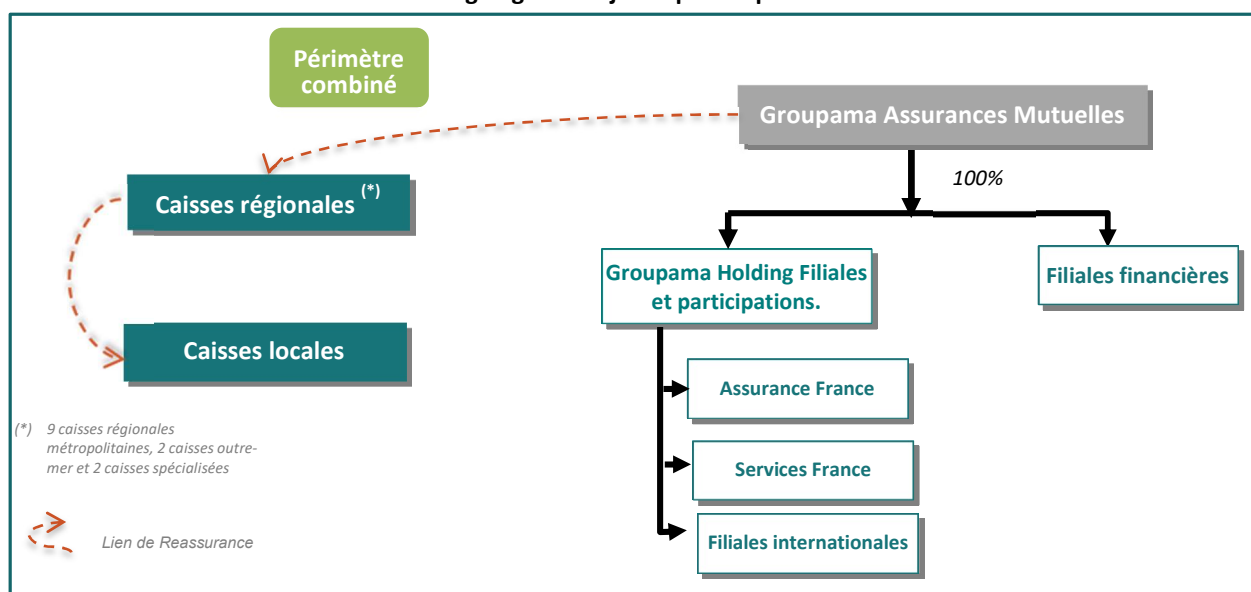 Périmètre
combiné
Groupama Assurances Mutuelles
100%
Caisses régionales (*)
Groupama Holding Filiales
et participations.
Filiales financières
Caisses locales
Assurance France
(*) 9 caisses régionales
métropolitaines, 2 caisses outre-
mer et 2 caisses spécialisées
Services France
Lien de Reassurance
Filiales internationales